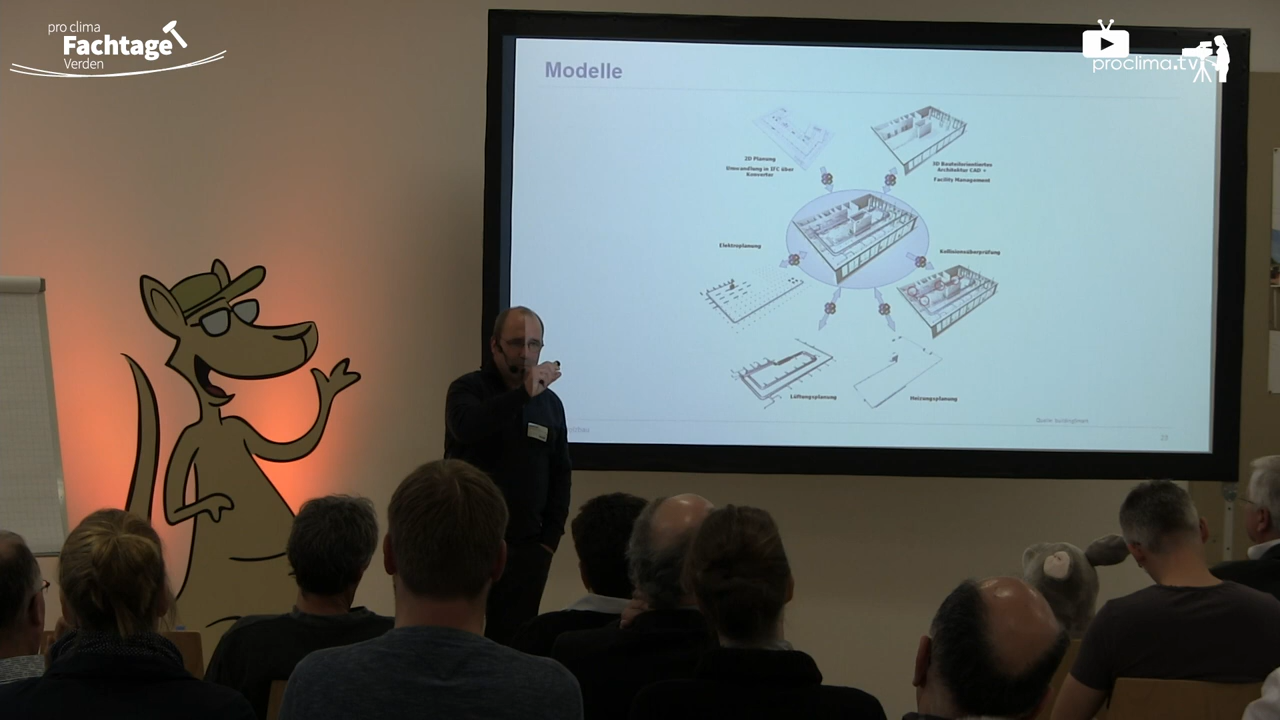 pro clima
Fachtage
Verden
proclima.tv
Modelle
2D Planung
Umwandlung in IFC über
Konverter
3D Bauteilorientiertes
Architektur CAD +
Facility Management
Elektroplanung
Kollisionsüberprüfung
Lüftungsplanung
Heizungsplanung
22